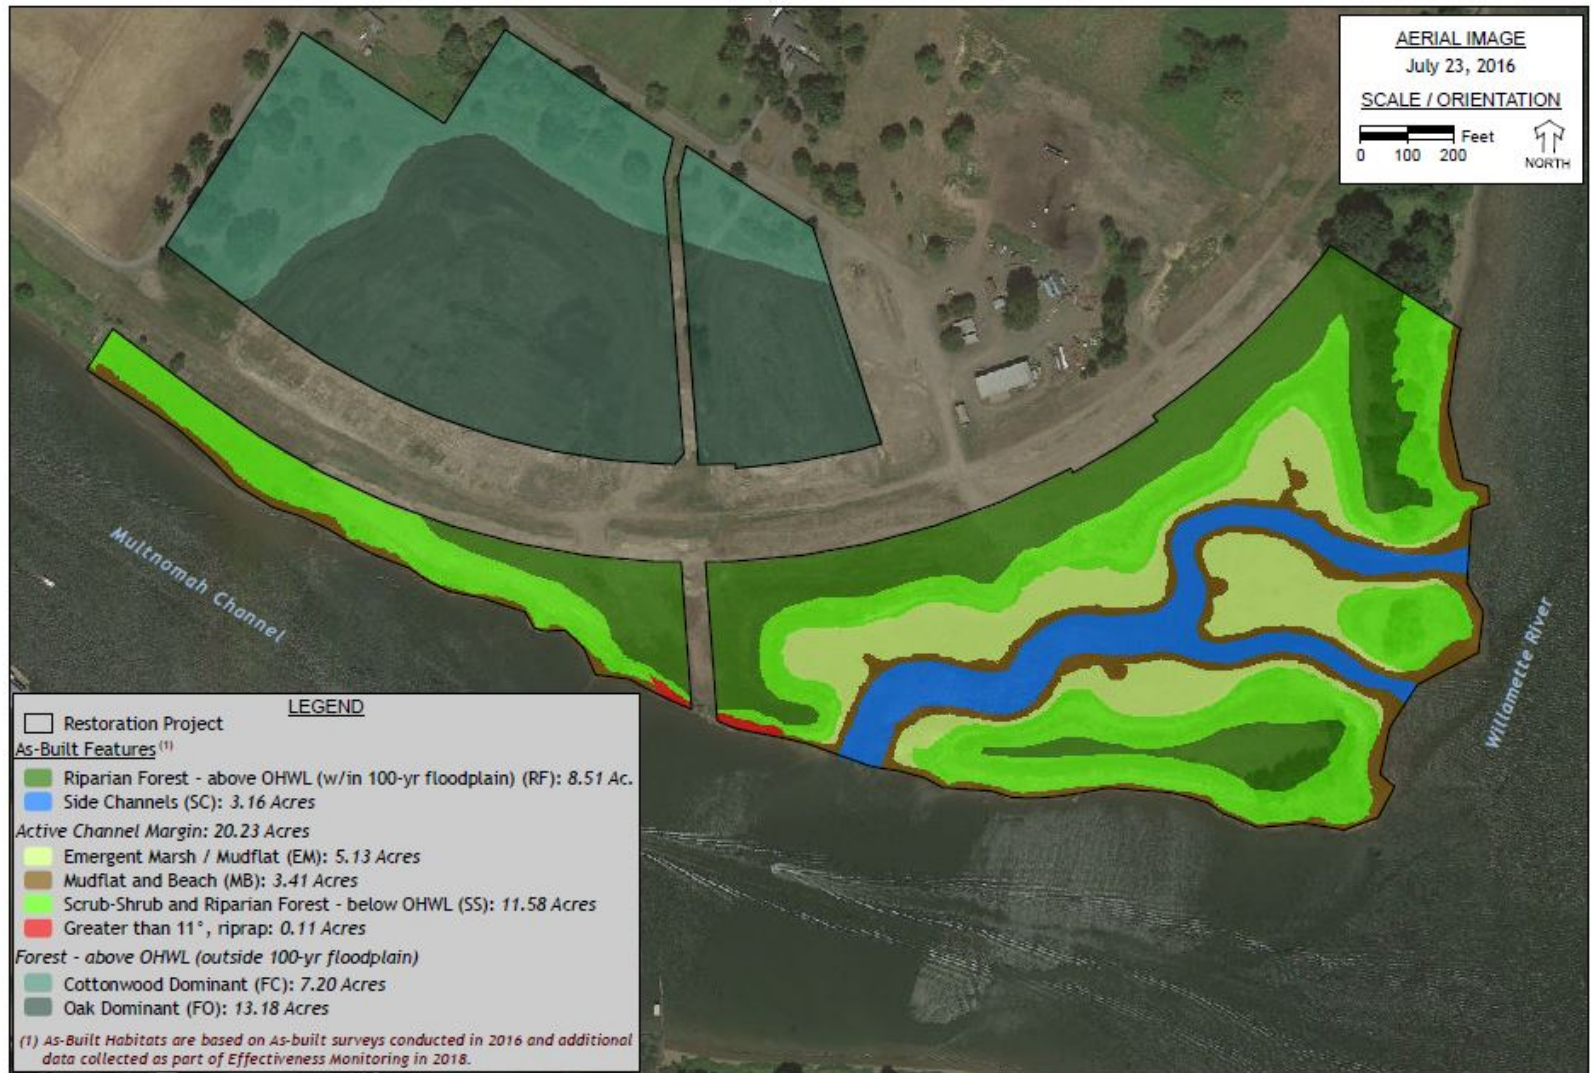 AERIAL IMAGE
July 23, 2016
SCALE / ORIENTATION
Feet
0 100 200
NORTH
Multnomah Channel
Willamette River
LEGEND
Restoration Project
As-Built Features (1)
Riparian Forest - above OHWL (w/in 100-yr floodplain) (RF): 8.51 Ac.
Side Channels (SC): 3.16 Acres
Active Channel Margin: 20.23 Acres
Emergent Marsh / Mudflat (EM): 5.13 Acres
Mudflat and Beach (MB): 3.41 Acres
Scrub-Shrub and Riparian Forest - below OHWL (SS): 11.58 Acres
Greater than 11°, riprap: 0.11 Acres
Forest - above OHWL (outside 100-yr floodplain)
Cottonwood Dominant (FC): 7.20 Acres
Oak Dominant (FO): 13.18 Acres
(1) As-Built Habitats are based on As-built surveys conducted in 2016 and additional
data collected as part of Effectiveness Monitoring in 2018.